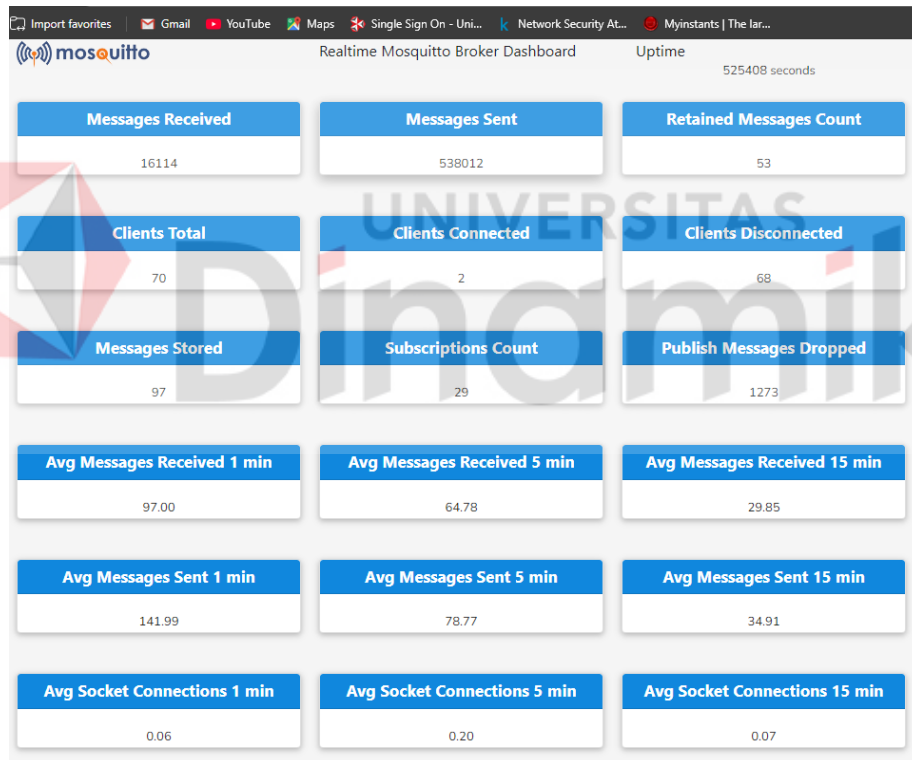 Import favorites Gmail YouTube Maps Single Sign On - Uni... Network Security At... Myinstants | The lar...
mosquitto Realtime Mosquitto Broker Dashboard Uptime
525408 seconds
Messages Received Messages Sent Retained Messages Count
16114 538012 53
UNIVERSITAS
Clients Total Clients Connected Clients Disconnected
70 2 68
Dinamik
Messages Stored Subscriptions Count Publish Messages Dropped
97 29 1273
Avg Messages Received 1 min Avg Messages Received 5 min Avg Messages Received 15 min
97.00 64.78 29.85
Avg Messages Sent 1 min Avg Messages Sent 5 min Avg Messages Sent 15 min
141.99 78.77 34.91
Avg Socket Connections 1 min Avg Socket Connections 5 min Avg Socket Connections 15 min
0.06 0.20 0.07